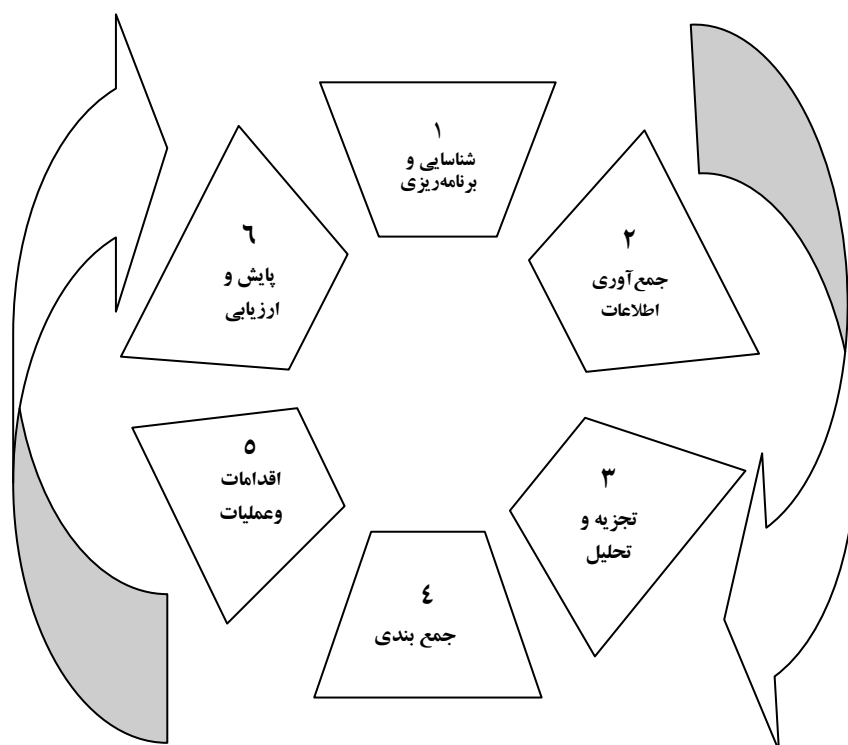 ۱
شناسایی و
برنامه‌ریزی
۲
جمع‌آوری
اطلاعات
۳
تجزیه و
تحلیل
٤
جمع بندی
٥
اقدامات
وعملیات
٦
پایش و
ارزیابی